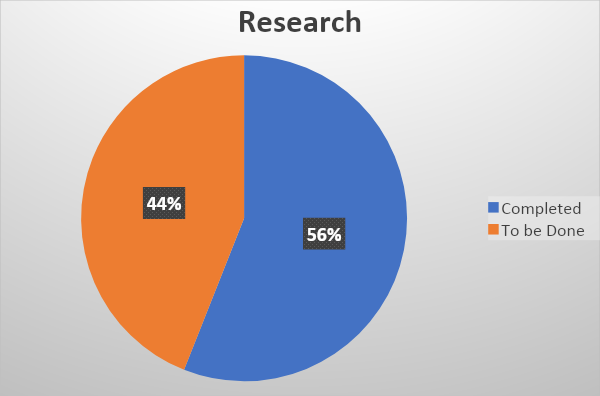 Research
44%
56%
Completed
To be Done